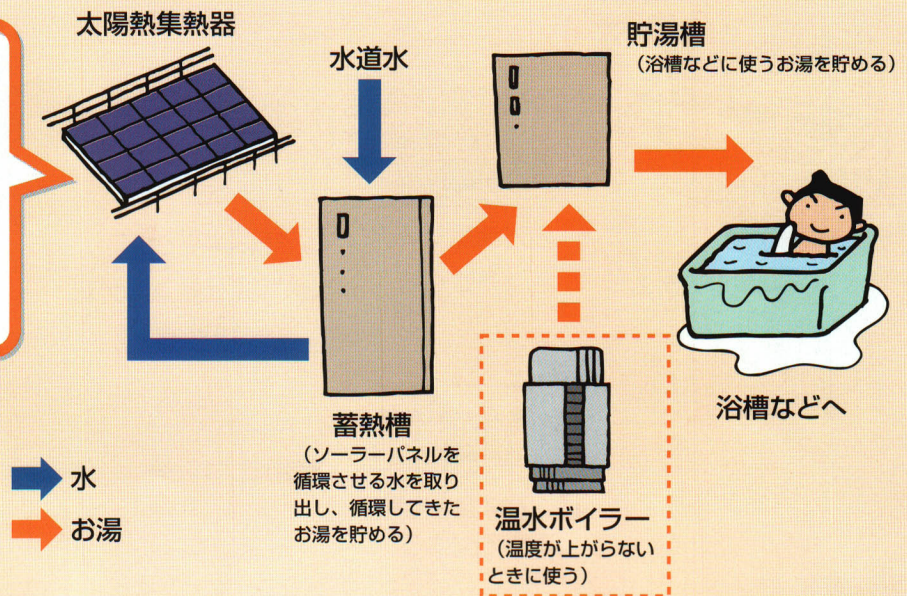 太陽熱集熱器
水道水
貯湯槽
（浴槽などに使うお湯を貯める）
蓄熱槽
（ソーラーパネルを
循環させる水を取り
出し、循環してきた
お湯を貯める）
温水ボイラー
（温度が上がらない
ときに使う）
浴槽などへ
水
お湯